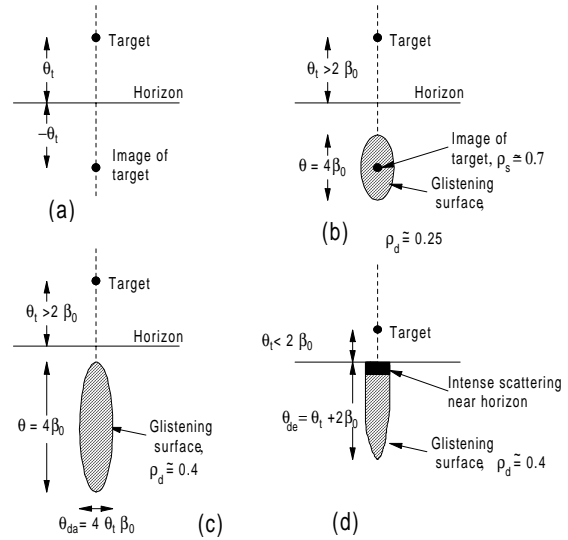 Target
θt
Horizon
−θt
Image of
target
(a)
Target
θt >2 β0
Horizon
θ = 4β0
Image of
target, ρs ≃ 0.7
Glistening
surface,
(b)
ρd ≅ 0.25
Target
θt >2 β0
Horizon
θ = 4β0
Glistening
surface,
ρd ≅ 0.4
θda= 4 θt β0
(c)
Target
θt< 2 β0
Intense scattering
near horizon
θde= θt +2β0
Glistening
surface, ρd ≅ 0.4
(d)